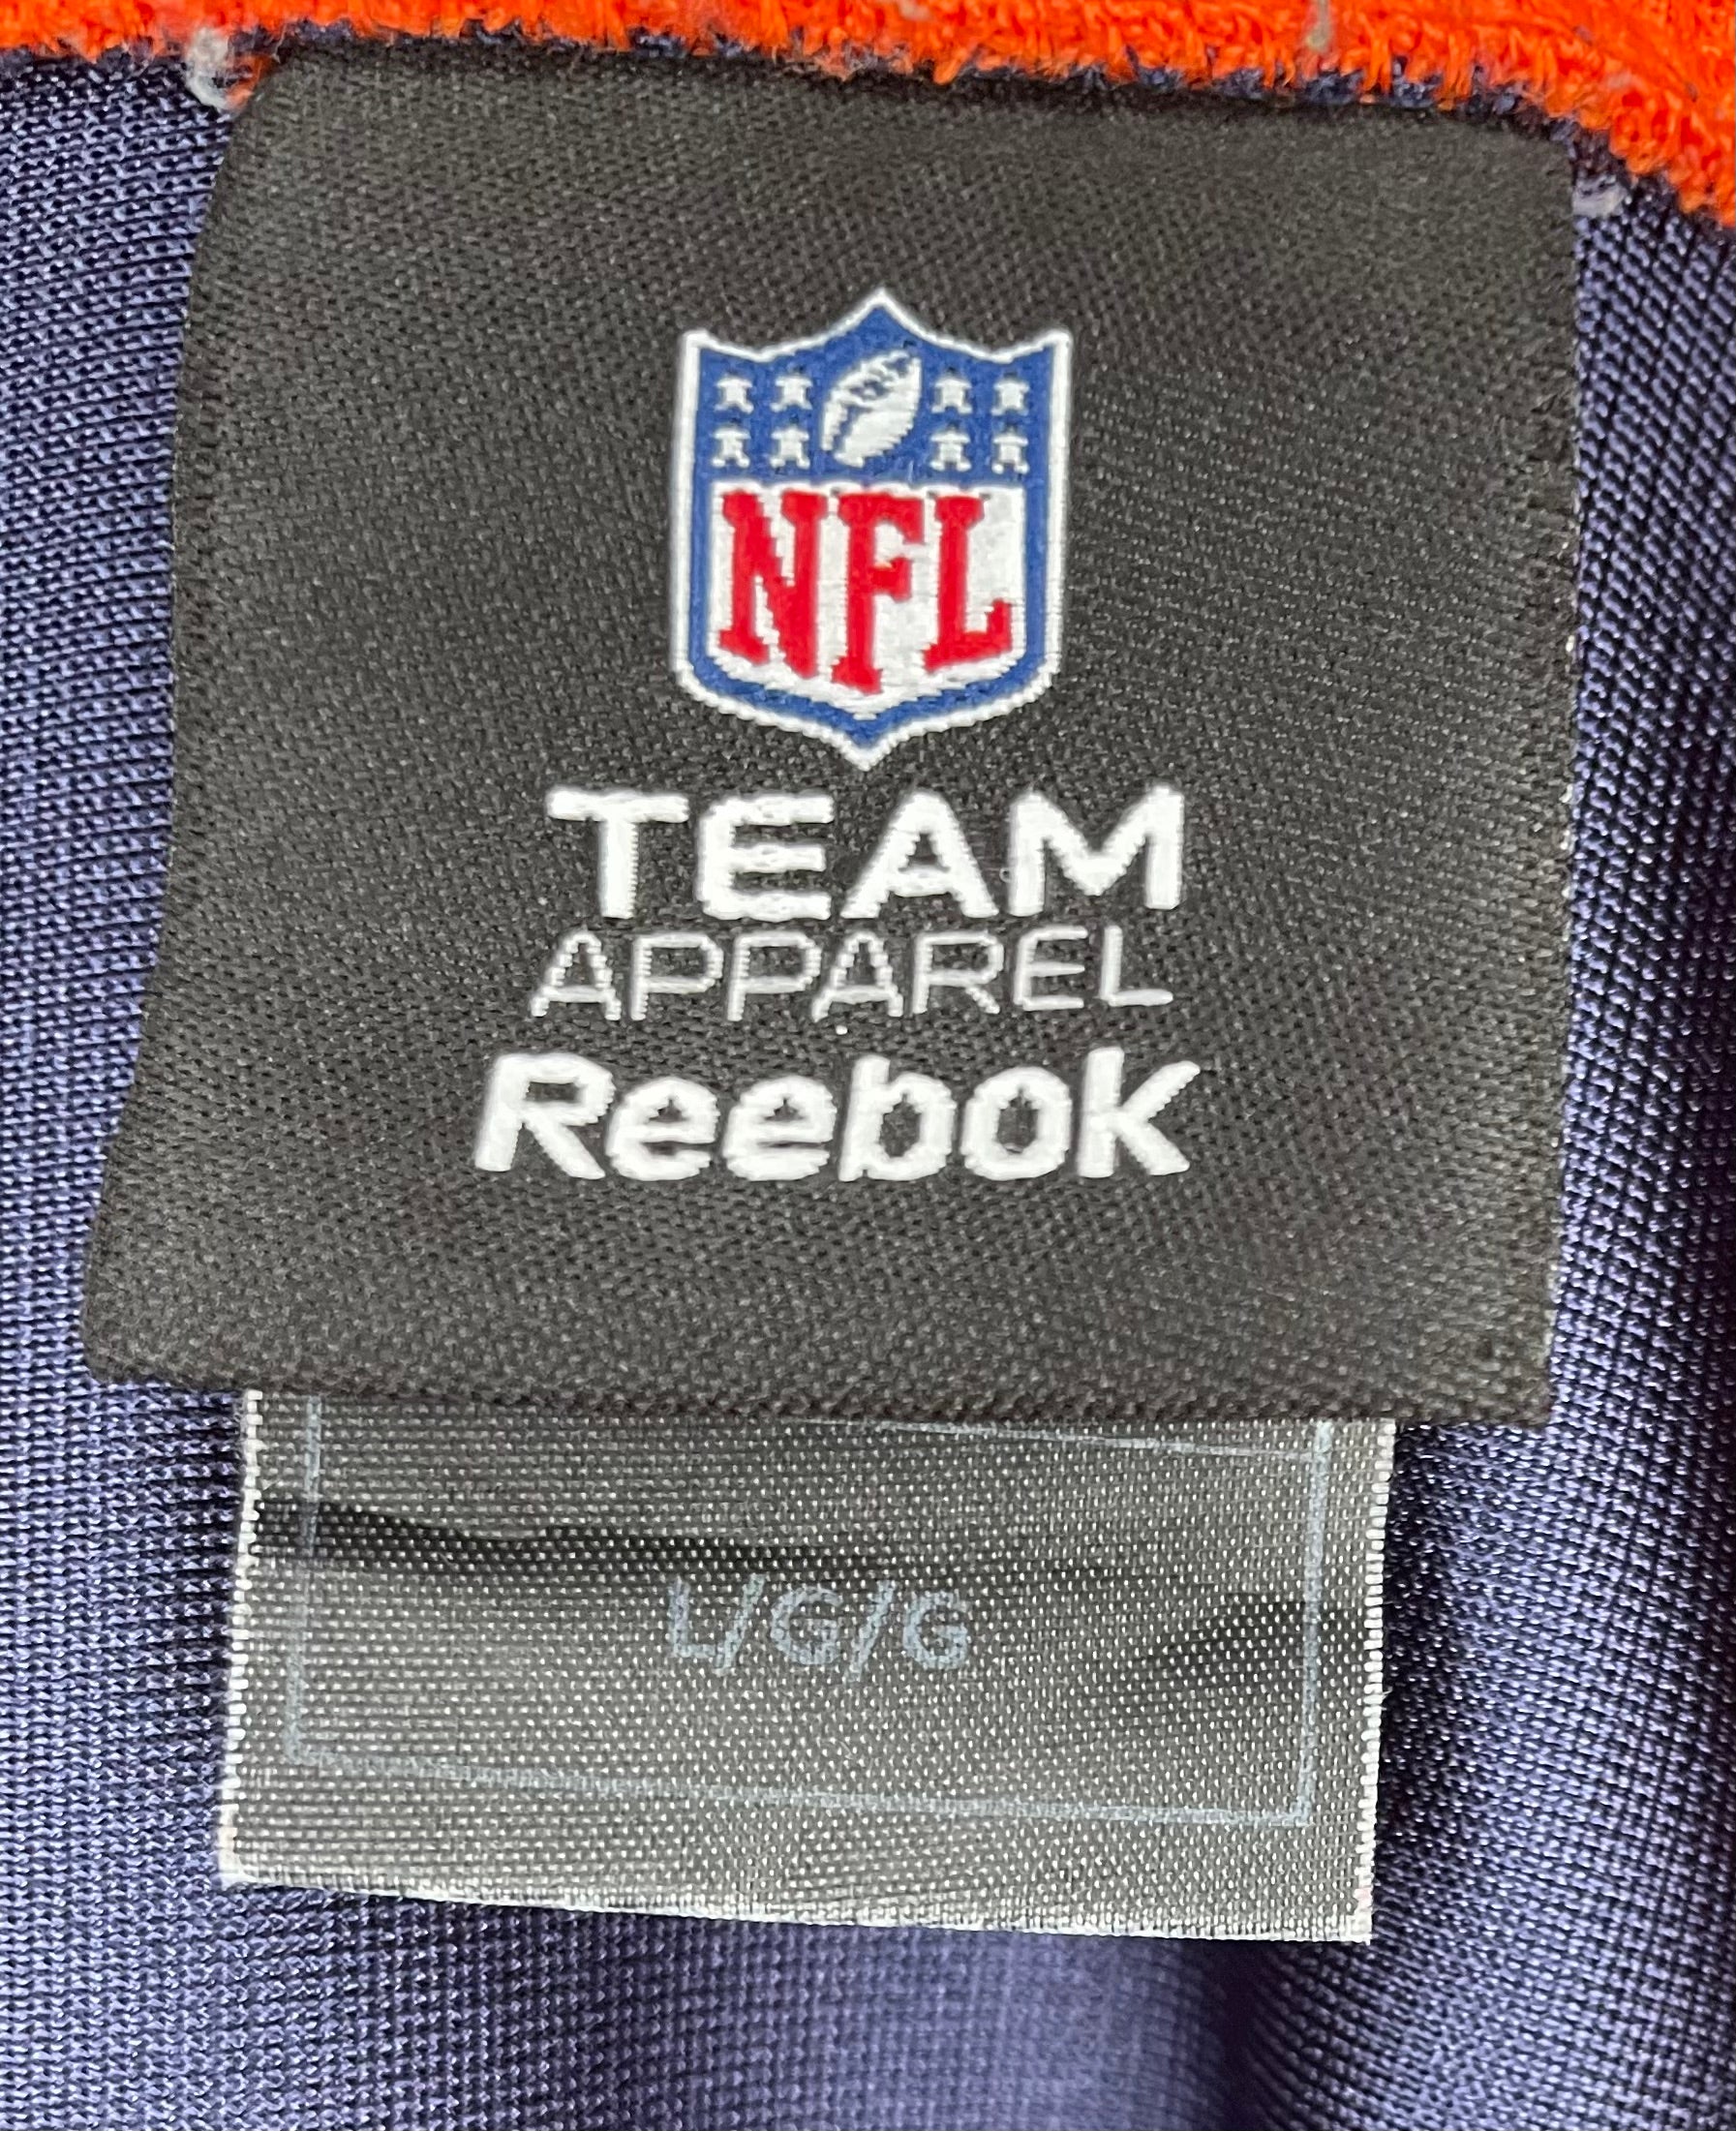 NFL
TEAM
APPAREL
Reebok
L/G/G